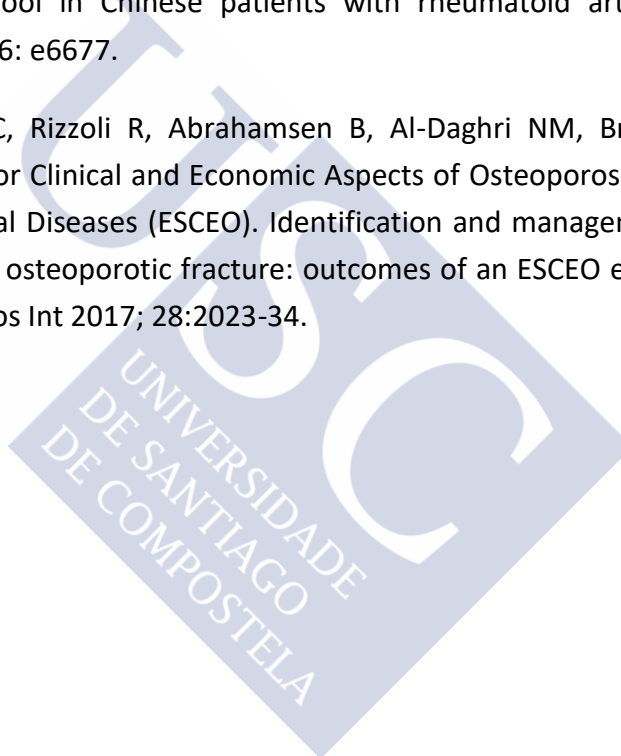 ool in Chinese patients with rheumatoid art
6: e6677.
C, Rizzoli R, Abrahamsen B, Al-Daghri NM, Br
or Clinical and Economic Aspects of Osteoporos
al Diseases (ESCEO). Identification and manager
osteoporotic fracture: outcomes of an ESCEO e
os Int 2017; 28:2023-34.
USC
UNIVERSIDADE
DE SANTIAGO
DE COMPOSTELA